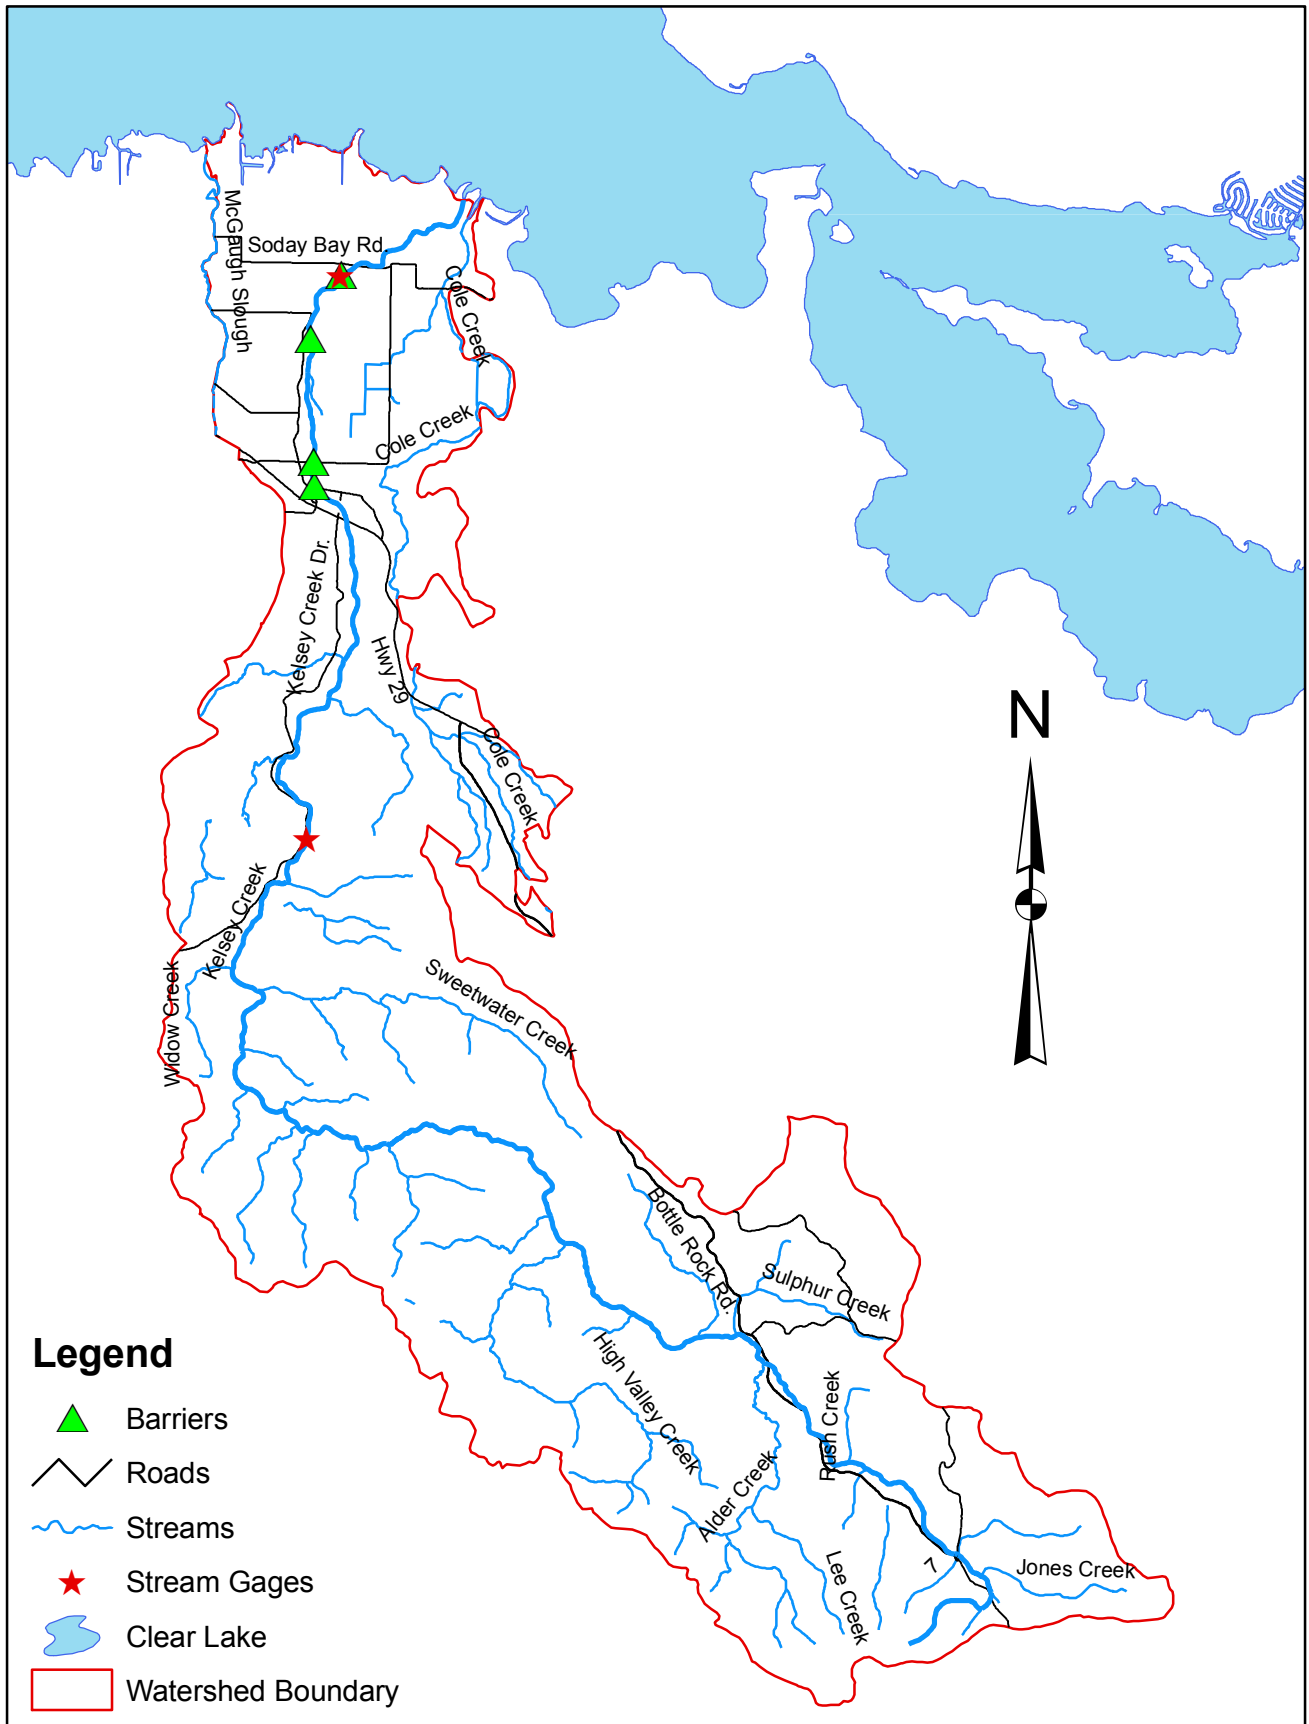 McGaugh Slough
Soday Bay Rd.
Cole Creek
Cole Creek
Kelsey Creek Dr.
Hwy 29
N
Cole Creek
Kelsey Creek
Widow Creek
Sweetwater Creek
Bottle Rock Rd.
Sulphur Creek
High Valley Creek
Rush Creek
Alder Creek
Lee Creek
7
Jones Creek
Legend
Barriers
Roads
Streams
Stream Gages
Clear Lake
Watershed Boundary